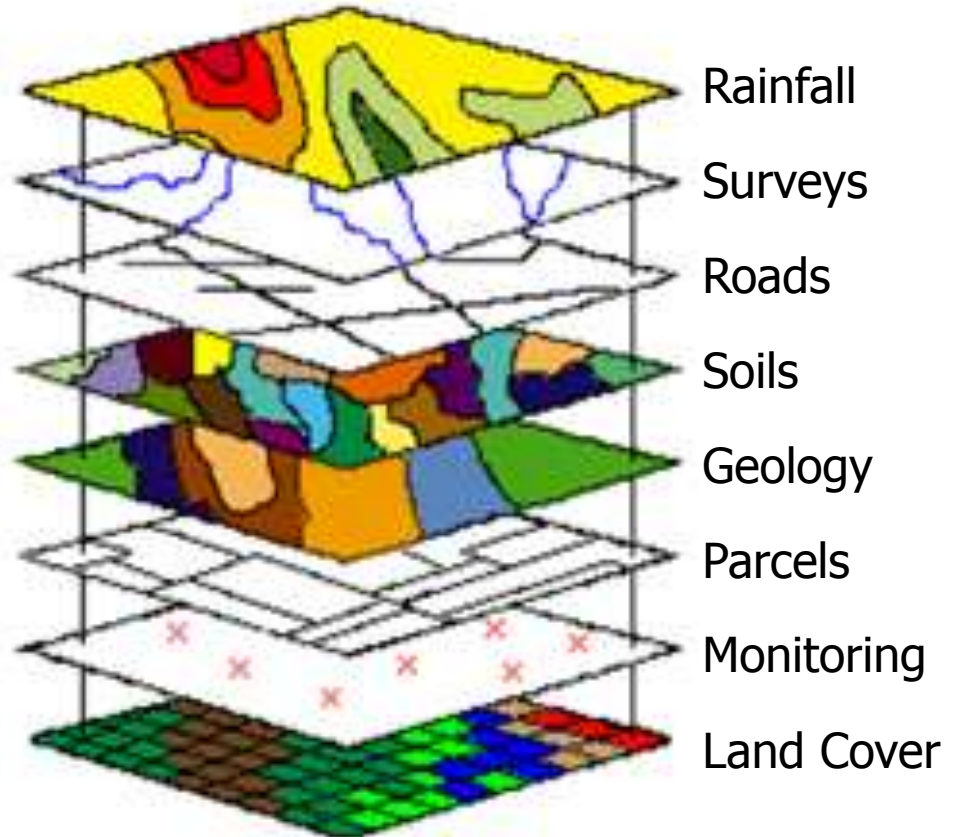 Rainfall
Surveys
Roads
Soils
Geology
Parcels
Monitoring
Land Cover